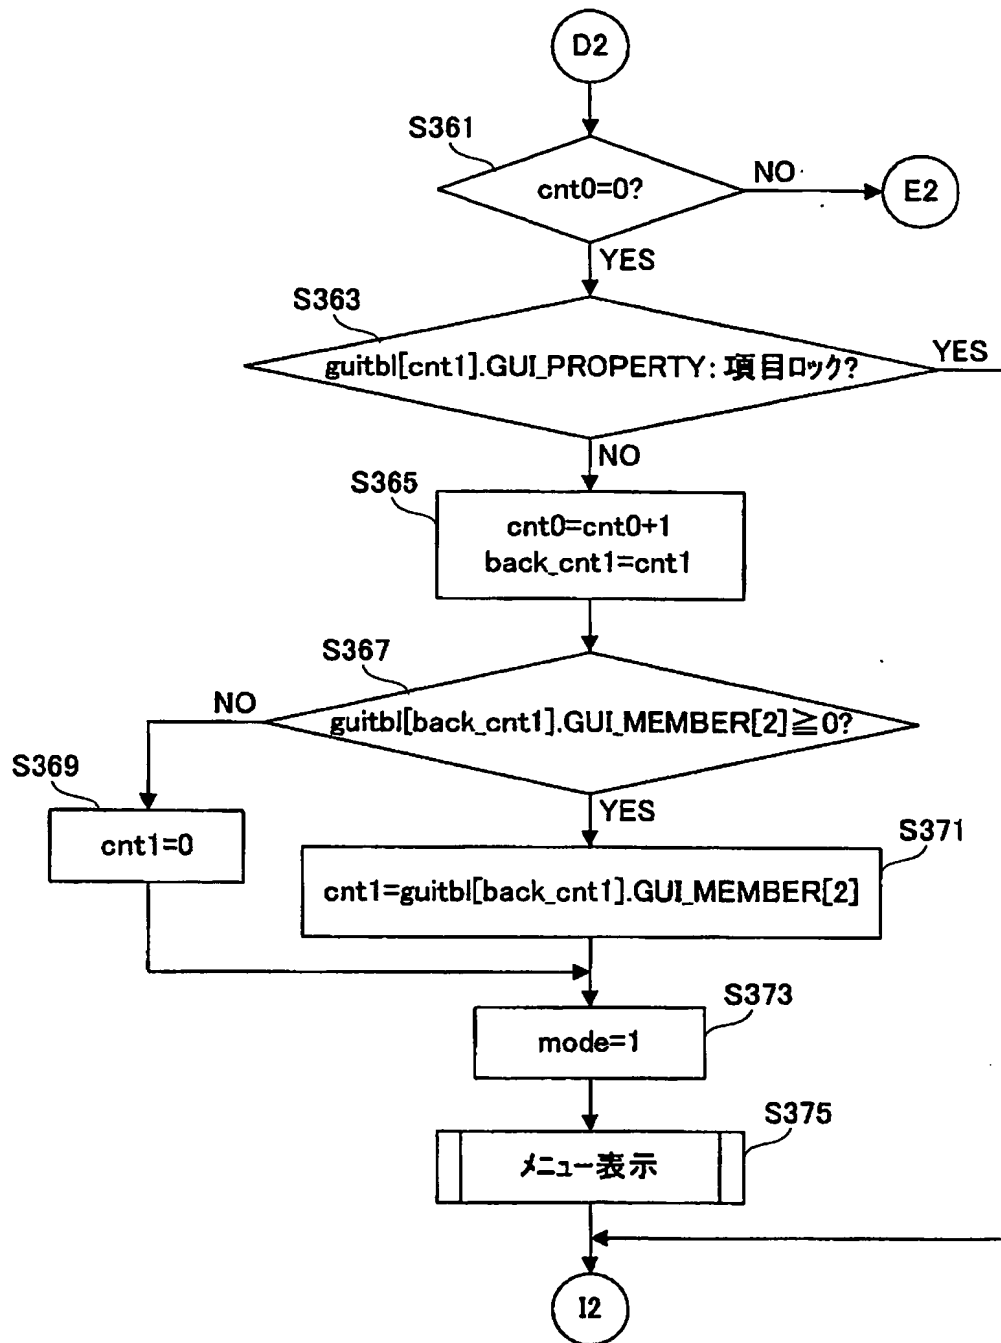 D2
S361
cnt0=0?
NO
E2
YES
S363
guitbl[cnt1].GUI_PROPERTY: 項目ロック?
YES
NO
S365
cnt0=cnt0+1
back_cnt1=cnt1
S367
NO
guitbl[back_cnt1].GUI_MEMBER[2]≧0?
S369
YES
cnt1=0
S371
cnt1=guitbl[back_cnt1].GUI_MEMBER[2]
S373
mode=1
S375
メニュー表示
I2